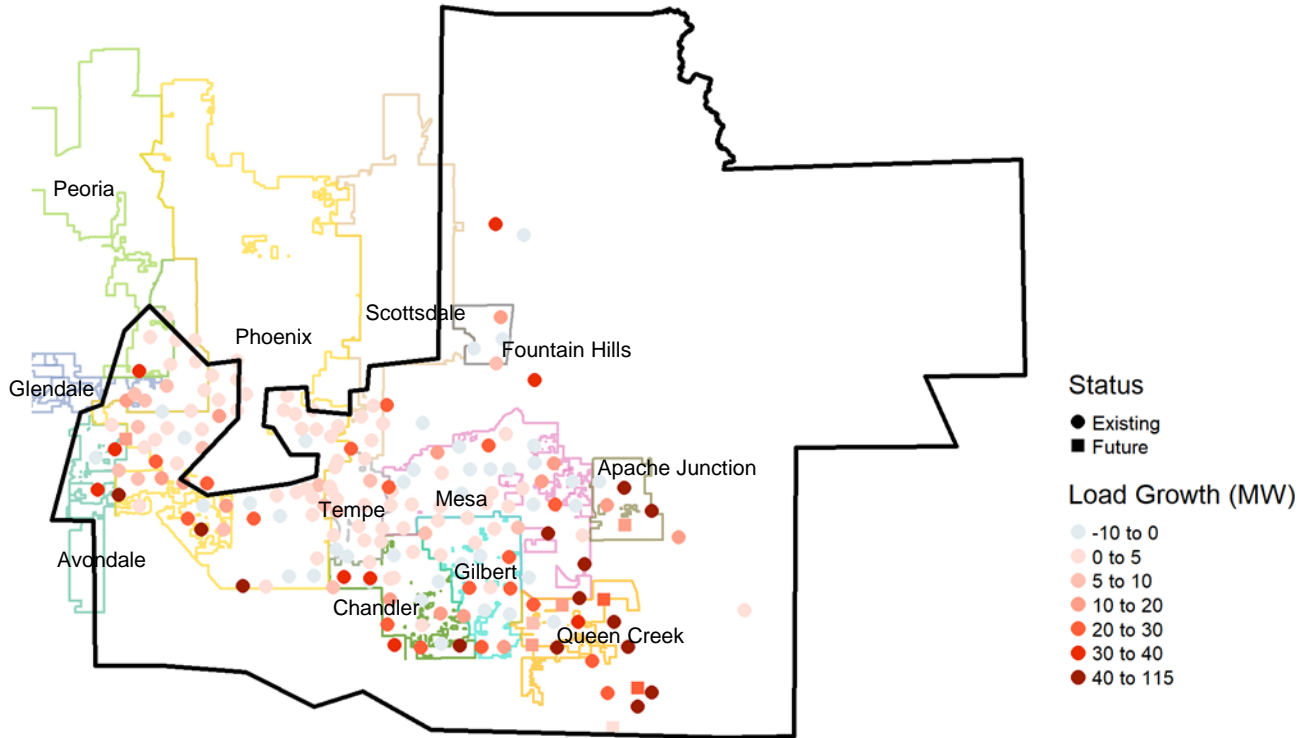 Peoria
Scottsdale
Phoenix
Fountain Hills
Glendale
Apache Junction
Mesa
Tempe
Avondale
Gilbert
Chandler
Queen Creek
Status
Existing
Future
Load Growth (MW)
-10 to 0
0 to 5
5 to 10
10 to 20
20 to 30
30 to 40
40 to 115